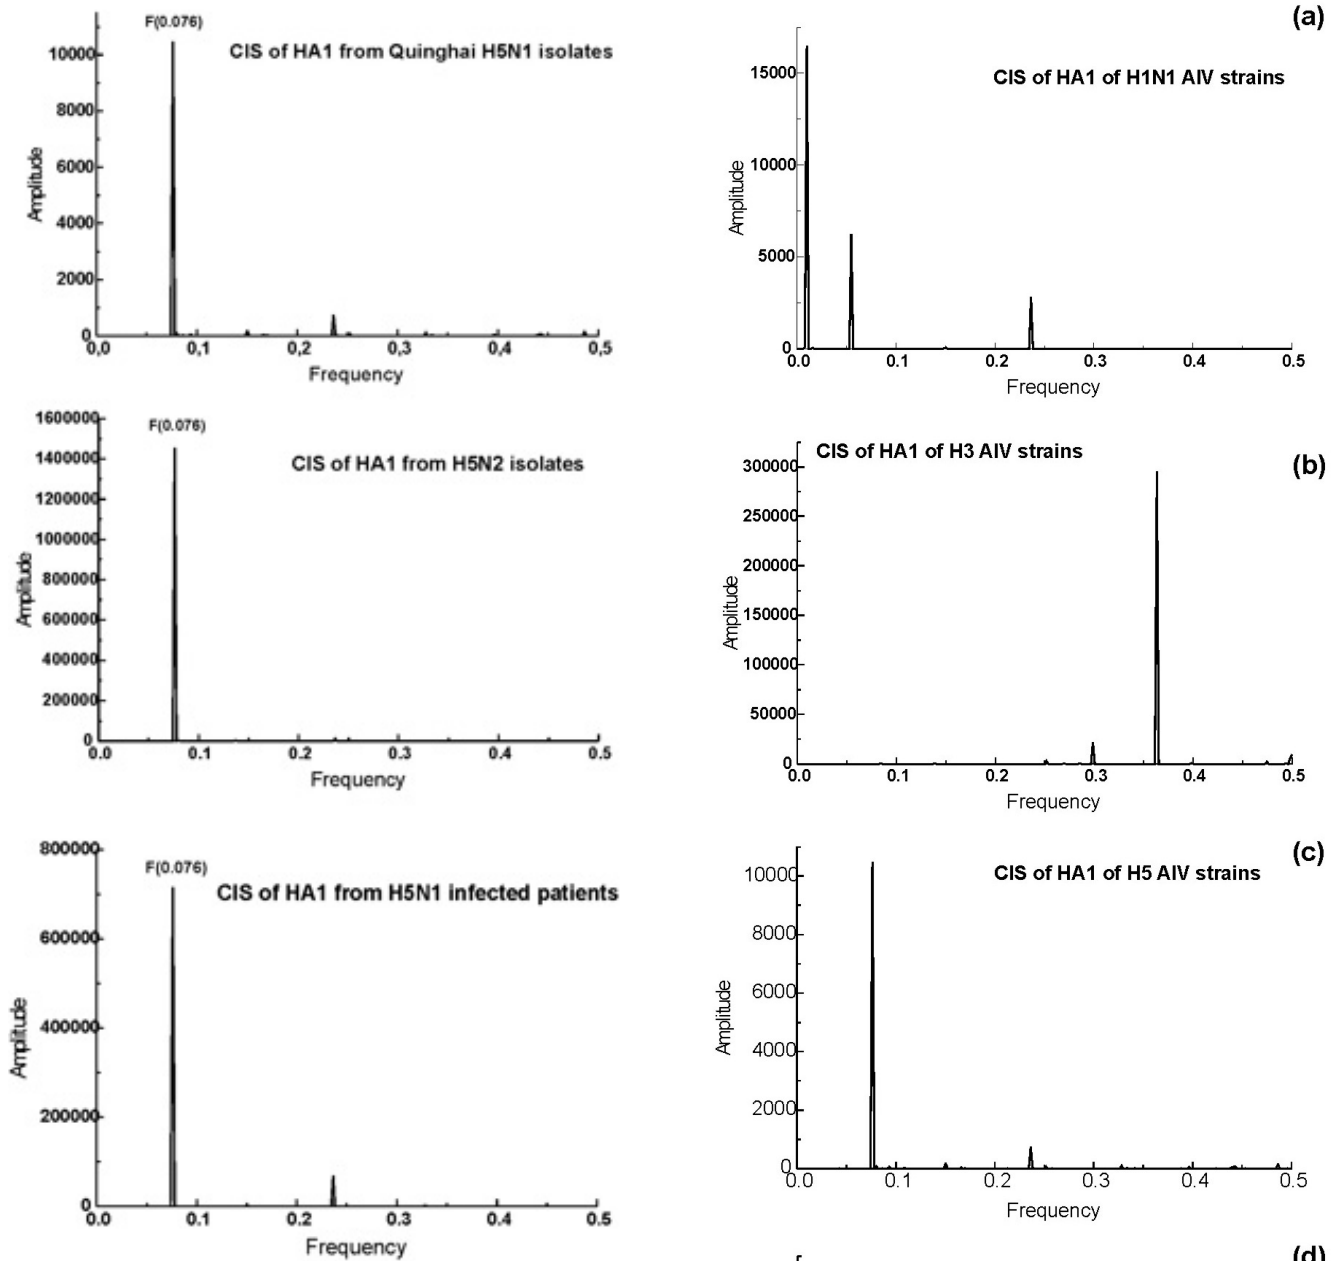 F(0.076)
CIS of HA1 from Quinghai H5N1 isolates
10000
8000
6000
4000
2000
0
Amplitude
0,0 0,1 0,2 0,3 0,4 0,5
Frequency
(a)
CIS of HA1 of H1N1 AIV strains
15000
10000
5000
0
Amplitude
0.0 0.1 0.2 0.3 0.4 0.5
Frequency
F(0.076)
CIS of HA1 from H5N2 isolates
1600000
1400000
1200000
1000000
800000
600000
400000
200000
0
Amplitude
0.0 0.1 0.2 0.3 0.4 0.5
Frequency
(b)
CIS of HA1 of H3 AIV strains
300000
250000
200000
150000
100000
50000
0
Amplitude
0.0 0.1 0.2 0.3 0.4 0.5
Frequency
F(0.076)
CIS of HA1 from H5N1 infected patients
800000
600000
400000
200000
0
Amplitude
0.0 0.1 0.2 0.3 0.4 0.5
Frequency
(c)
CIS of HA1 of H5 AIV strains
10000
8000
6000
4000
2000
0
Amplitude
0.0 0.1 0.2 0.3 0.4 0.5
Frequency
(d)